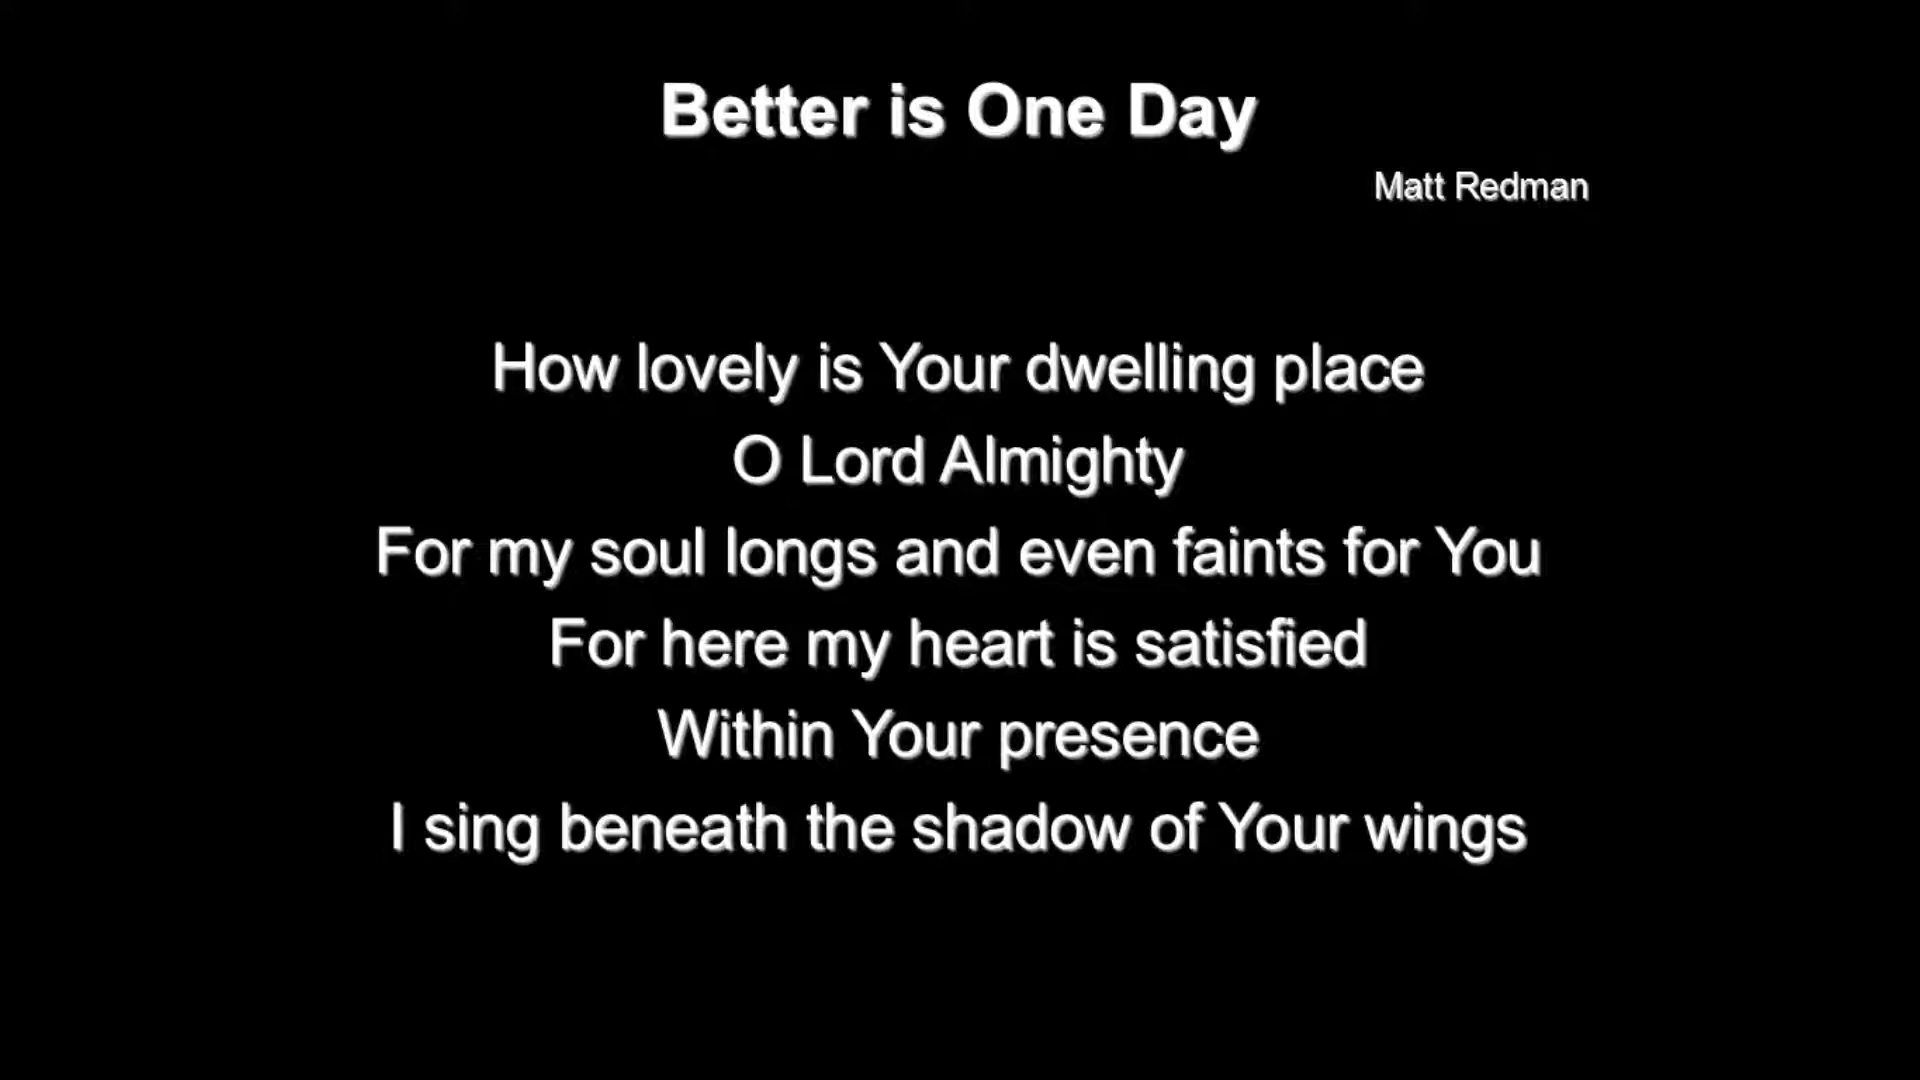 Better is One Day
Matt Redman
How lovely is Your dwelling place
O Lord Almighty
For my soul longs and even faints for You
For here my heart is satisfied
Within Your presence
I sing beneath the shadow of Your wings